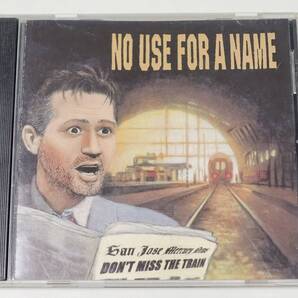 NO USE FOR A NAME
San Jose Mercury News
DON'T MISS THE TRAIN